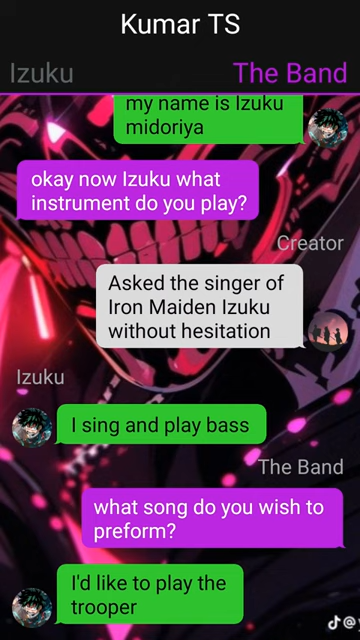 Kumar TS
Izuku
The Band
my name is Izuku
midoriya
okay now Izuku what
instrument do you play?
Creator
Asked the singer of
Iron Maiden Izuku
without hesitation
Izuku
I sing and play bass
The Band
what song do you wish to
preform?
I'd like to play the
trooper
@